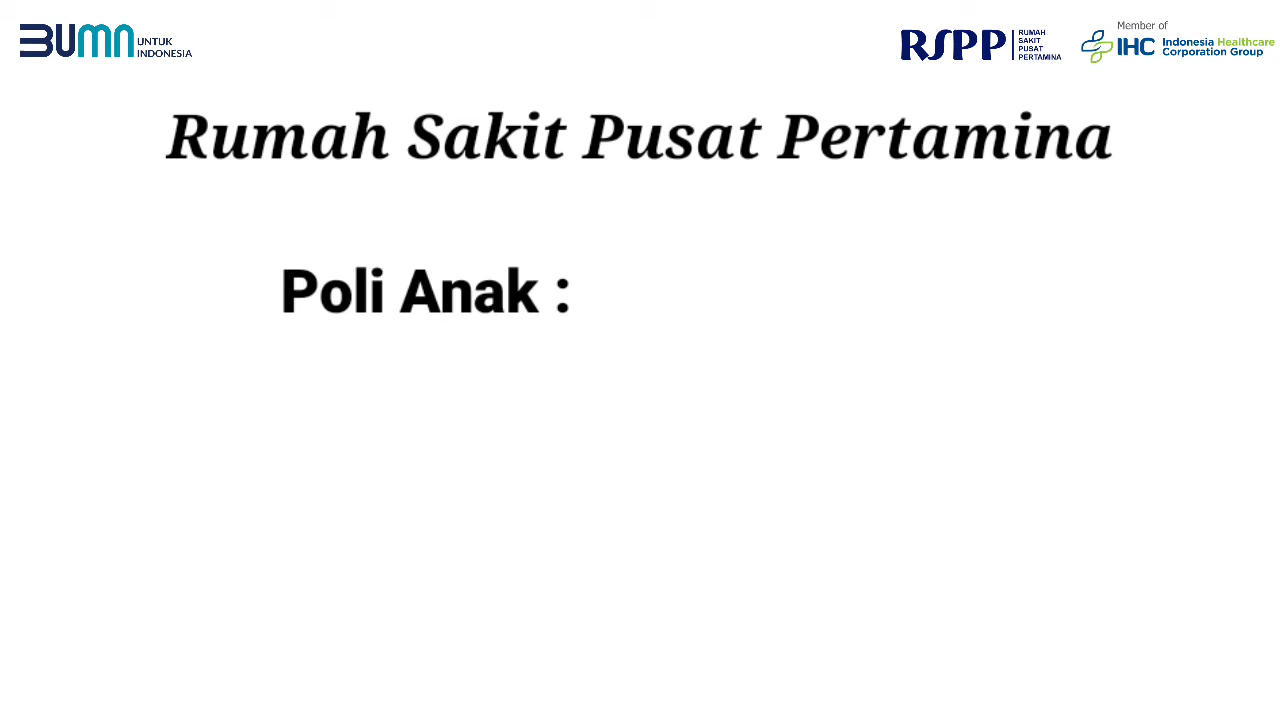 BUMN
UNTUK
INDONESIA
RSPP
RUMAH
SAKIT
PUSAT
PERTAMINA
Member of
IHC
Indonesia Healthcare
Corporation Group
Rumah Sakit Pusat Pertamina
Poli Anak :